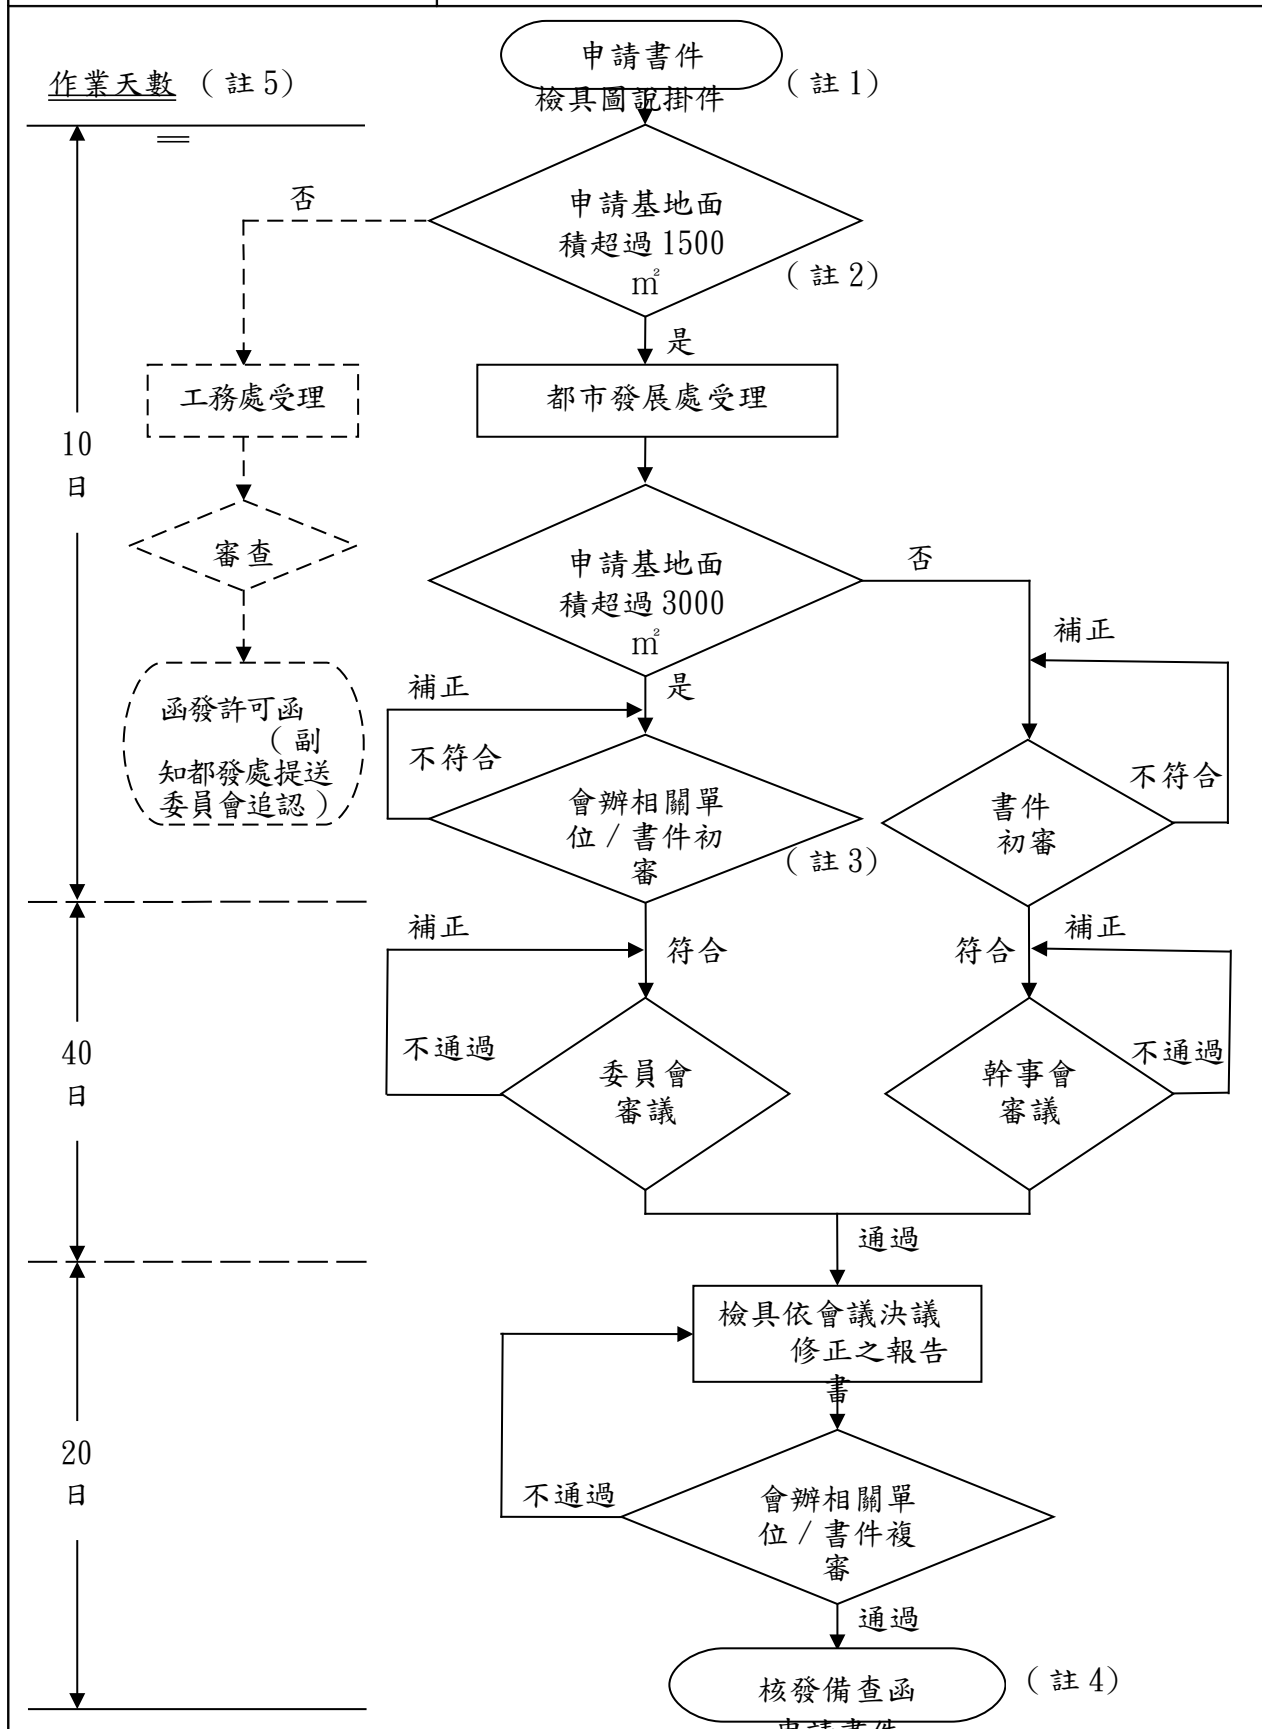 申請書件
檢具圖說掛件
(註1)
作業天數 (註5)
否
申請基地面
積超過1500
㎡
(註2)
是
工務處受理
都市發展處受理
10
日
審查
申請基地面
積超過3000
㎡
否
補正
是
補正
函發許可函
(副
知都發處提送
委員會追認)
不符合
不符合
會辦相關單
位/書件初
審
(註3)
書件
初審
補正
符合
符合
補正
40
日
不通過
委員會
審議
幹事會
審議
不通過
通過
檢具依會議決議
修正之報告
書
20
日
不通過
會辦相關單
位/書件複
審
通過
核發備查函
(註4)
申請書件